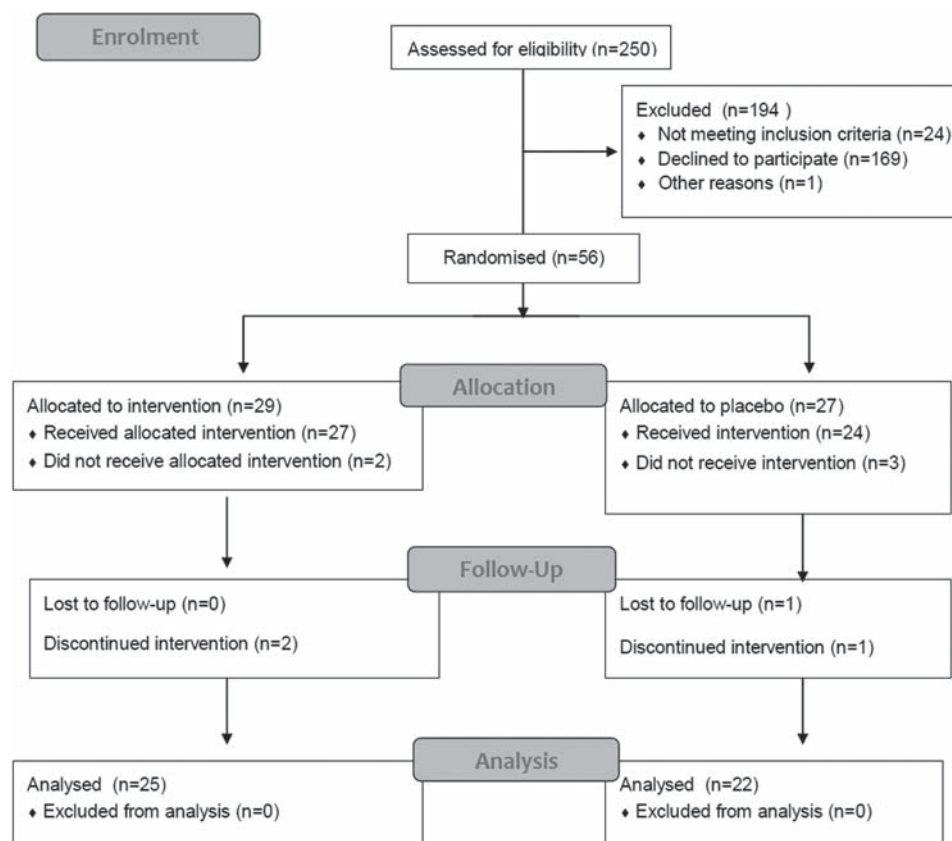 Enrolment
Assessed for eligibility (n=250)
Excluded (n=194 )
♦ Not meeting inclusion criteria (n=24)
♦ Declined to participate (n=169)
♦ Other reasons (n=1)
Randomised (n=56)
Allocation
Allocated to intervention (n=29)
♦ Received allocated intervention (n=27)
♦ Did not receive allocated intervention (n=2)
Allocated to placebo (n=27)
♦ Received intervention (n=24)
♦ Did not receive intervention (n=3)
Follow-Up
Lost to follow-up (n=0)
Discontinued intervention (n=2)
Lost to follow-up (n=1)
Discontinued intervention (n=1)
Analysis
Analysed (n=25)
♦ Excluded from analysis (n=0)
Analysed (n=22)
♦ Excluded from analysis (n=0)